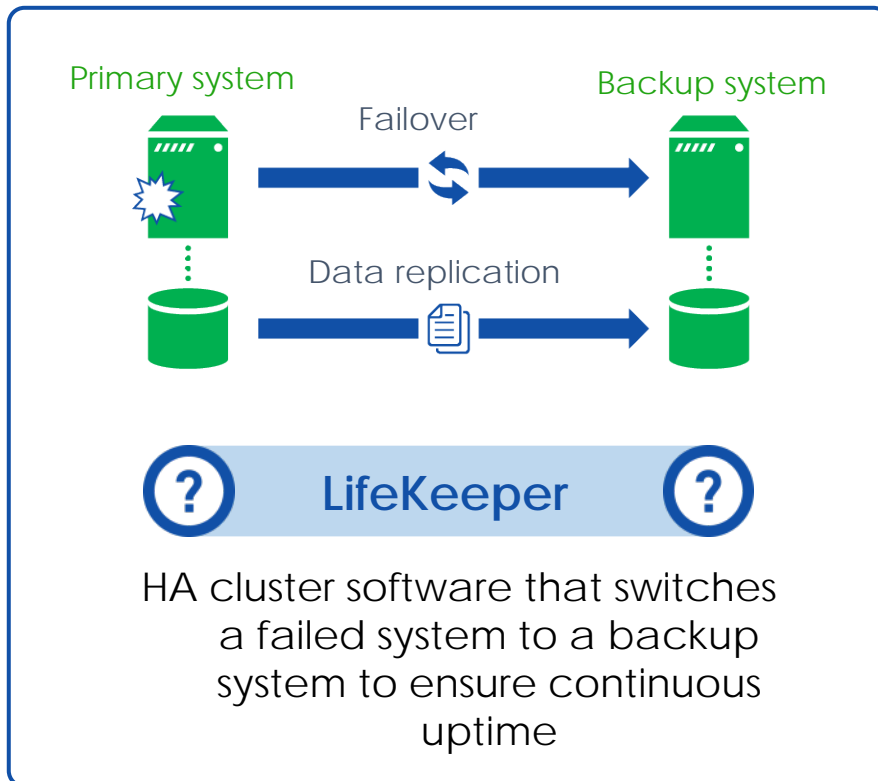 Primary system
Backup system
Failover
Data replication
?
LifeKeeper
?
HA cluster software that switches
a failed system to a backup
system to ensure continuous
uptime